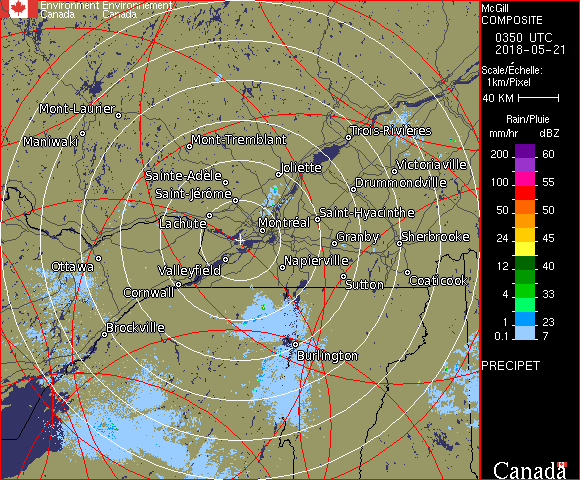 Environment Environnement
Canada Canada
McGill
COMPOSITE
0350 UTC
2018-05-21
Scale/Échelle:
1km/Pixel
40 KM
Rain/Pluie
mm/hr dBZ
200 60
100 55
50 50
24 45
12 40
4 33
1 23
0.1 7
PRECIPET
Canada
Mont-Laurier
Maniwaki
Mont-Tremblant
Trois-Rivières
Sainte-Adèle
Joliette
Victoriaville
Saint-Jérôme
Drummondville
Lachute
Montréal
Saint-Hyacinthe
Granby
Sherbrooke
Ottawa
Valleyfield
Napierville
Cornwall
Sutton
Coaticook
Brockville
Burlington